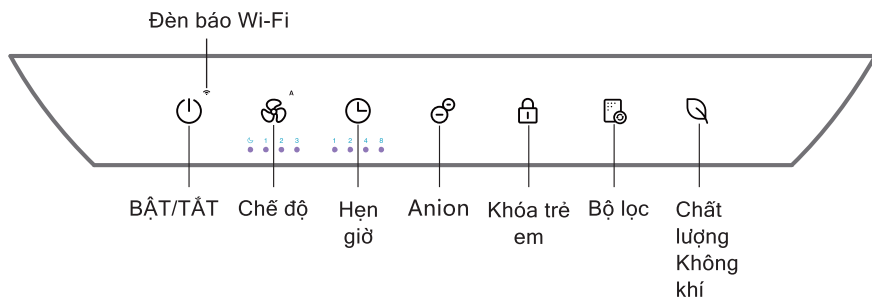 Đèn báo Wi-Fi
A
1 2 3 1 2 4 8
BẬT/TẮT Chế độ Hẹn giờ Anion Khóa trẻ em Bộ lọc Chất lượng Không khí